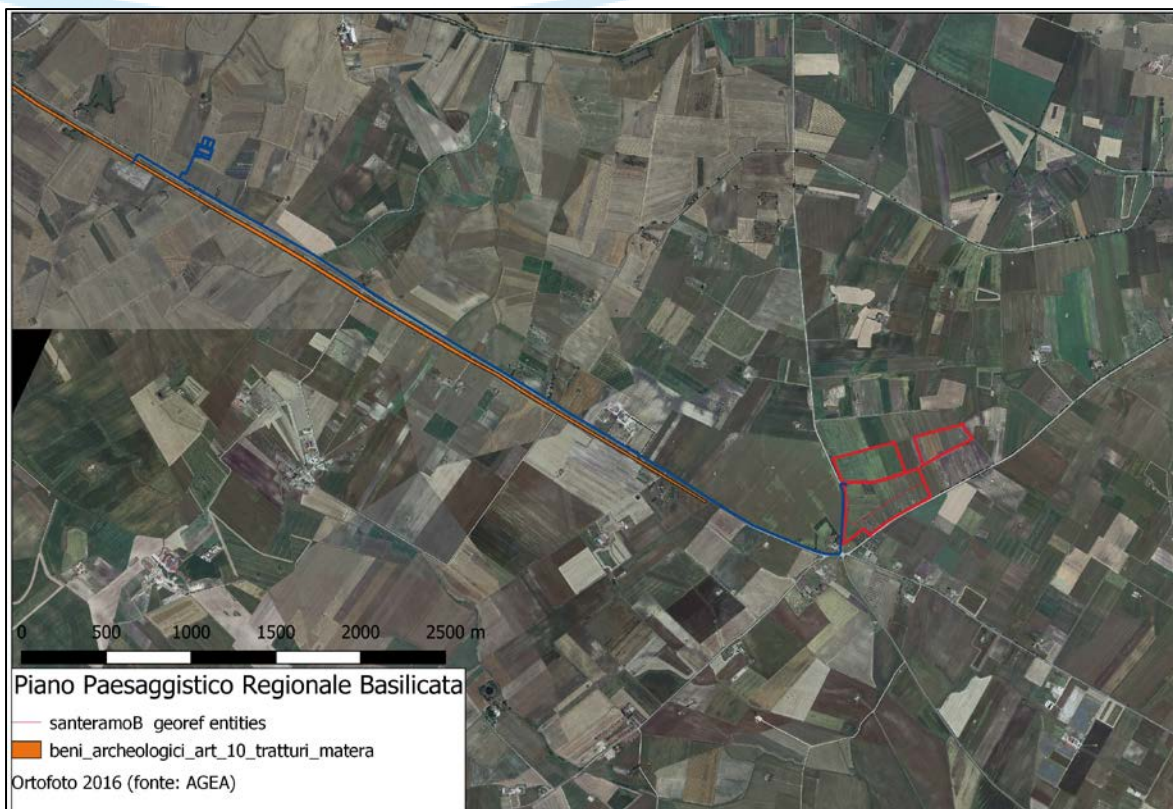 0 500 1000 1500 2000 2500 m
Piano Paesaggistico Regionale Basilicata
santeramoB georef entities
beni_archeologici_art_10_tratturi_matera
Ortofoto 2016 (fonte: AGEA)